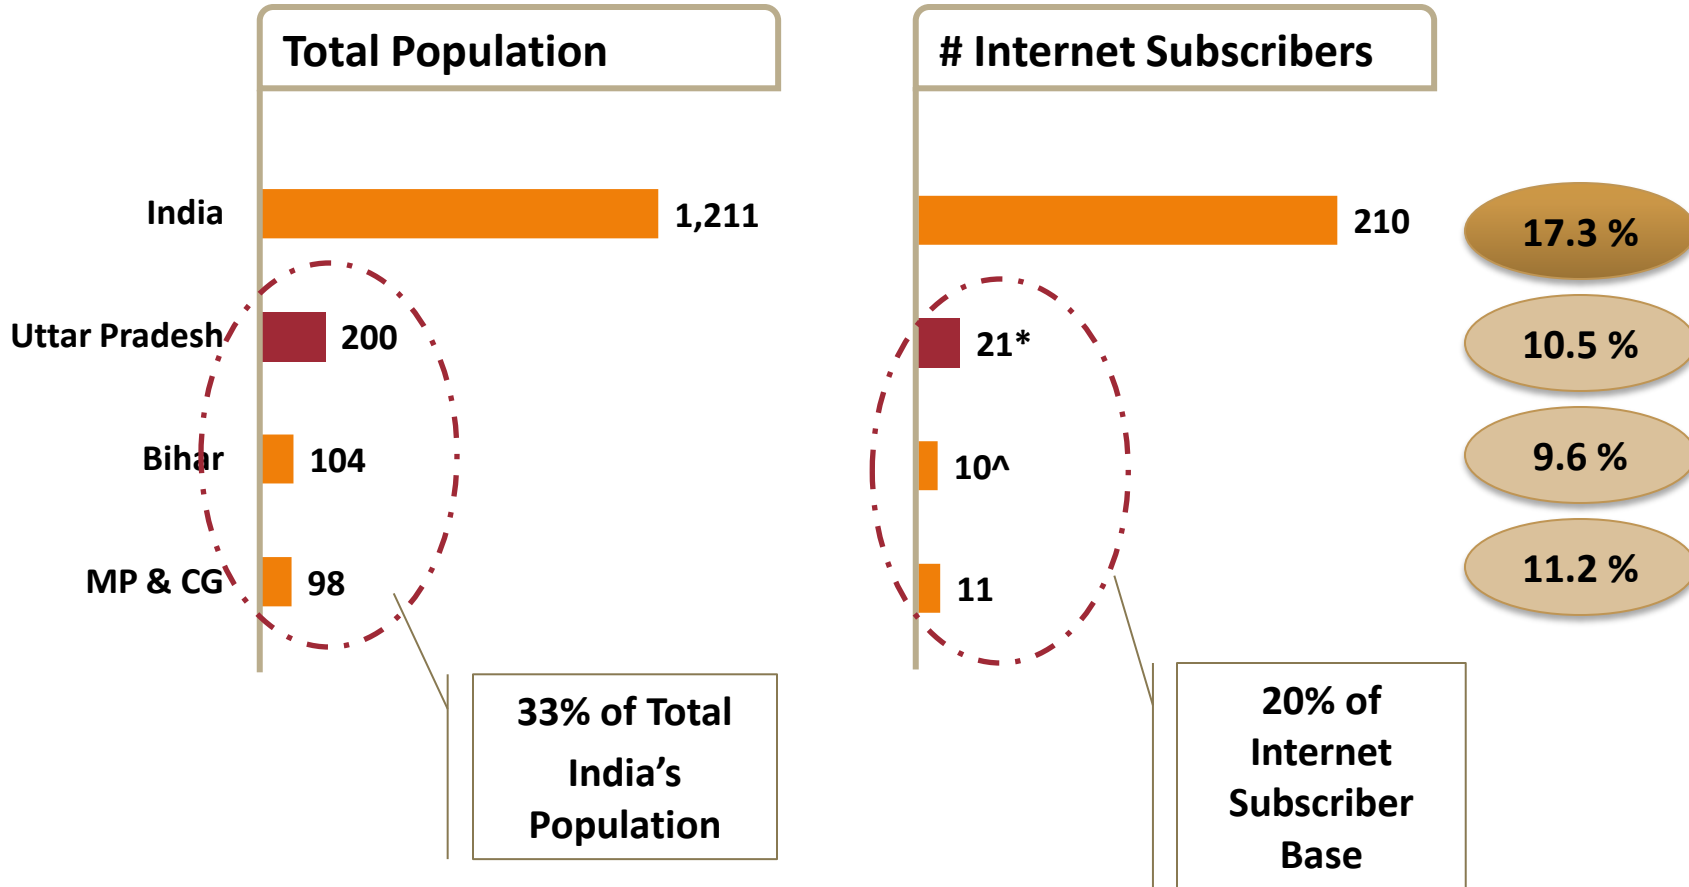 Total Population
# Internet Subscribers
India
1,211
210
17.3 %
Uttar Pradesh
200
21*
10.5 %
Bihar
104
10^
9.6 %
MP & CG
98
11
11.2 %
33% of Total
India’s
Population
20% of
Internet
Subscriber
Base